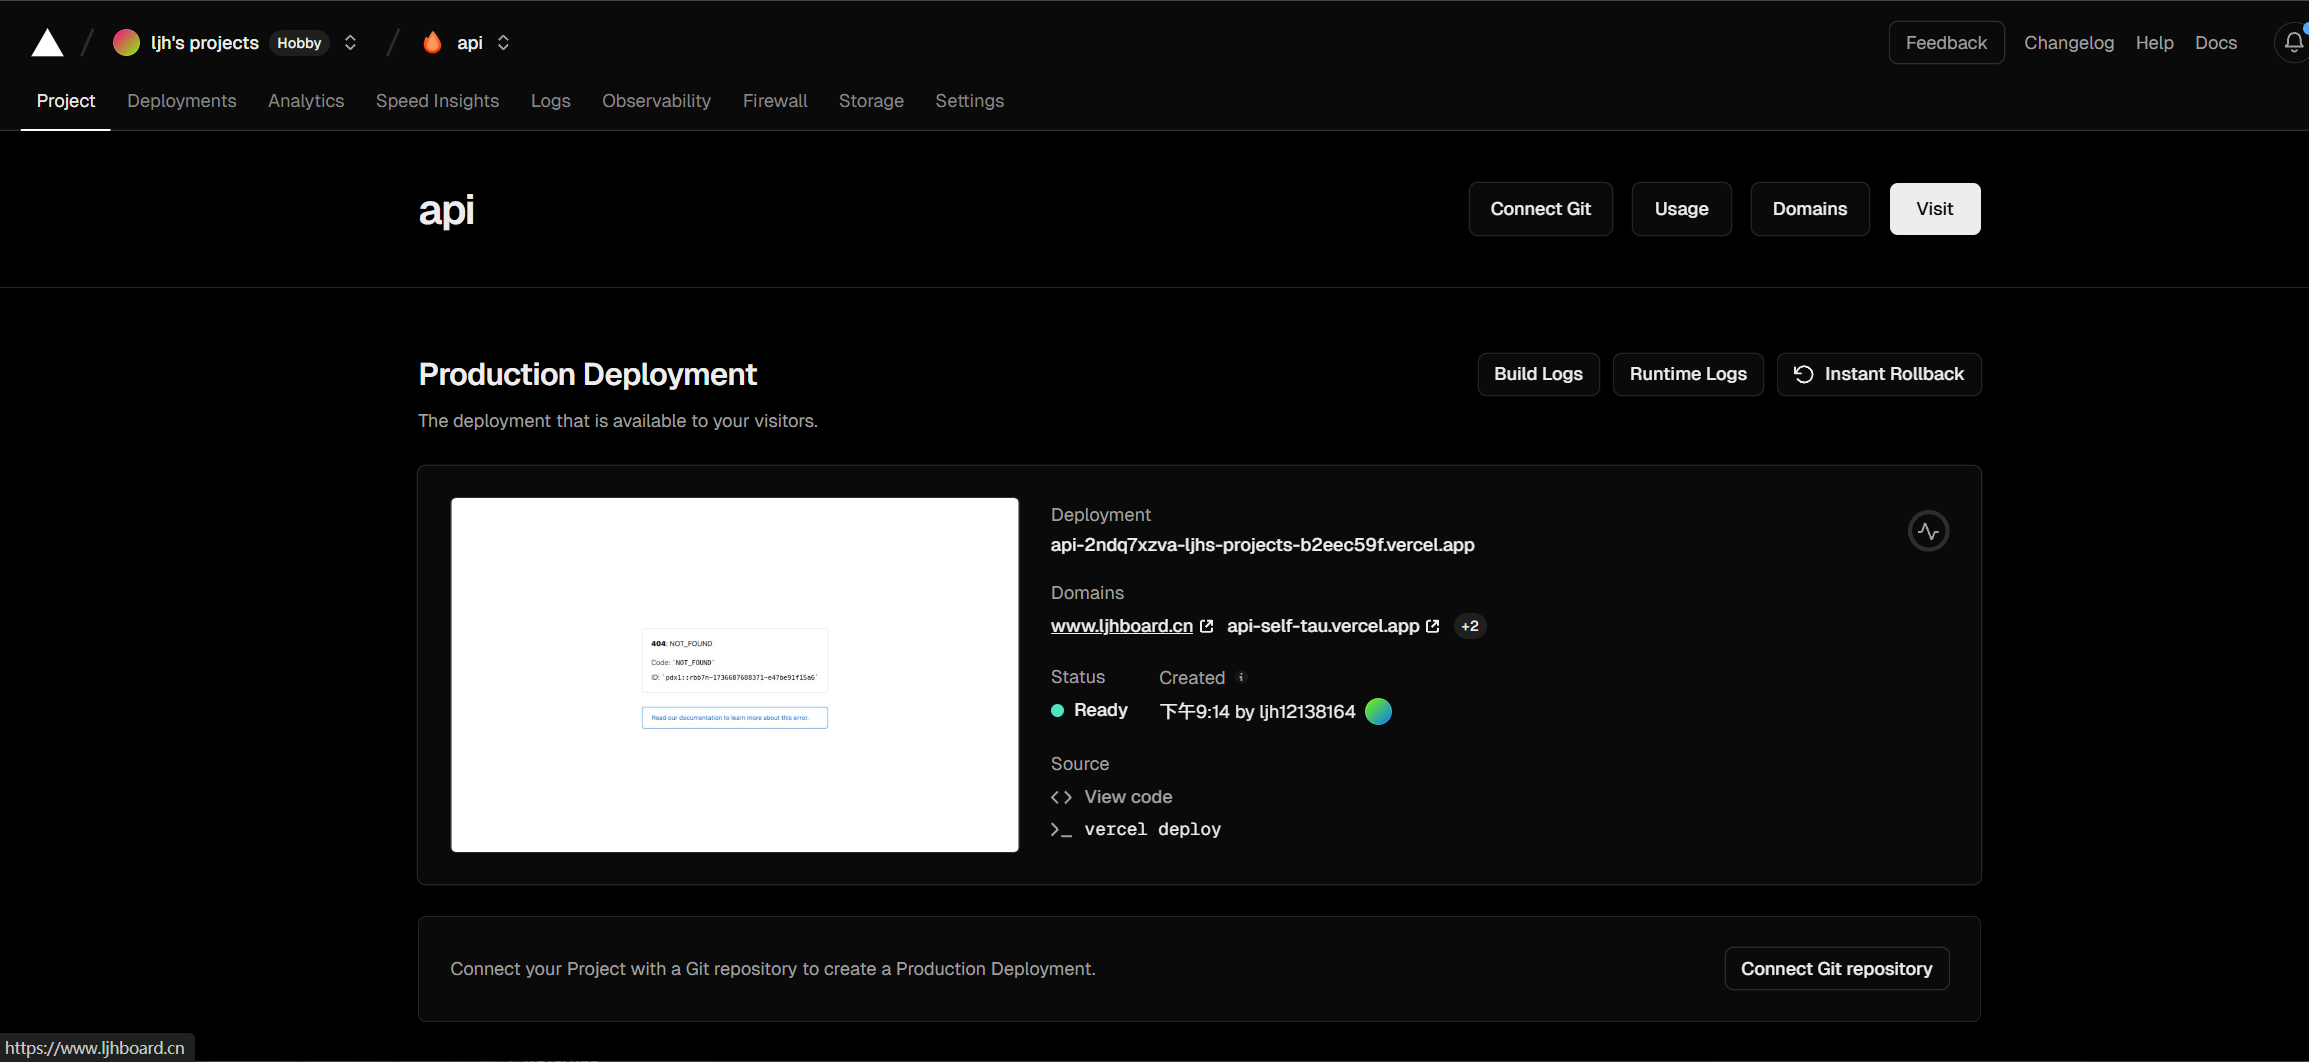 ljh's projects Hobby api Feedback Changelog Help Docs
Project Deployments Analytics Speed Insights Logs Observability Firewall Storage Settings
api Connect Git Usage Domains Visit
Production Deployment Build Logs Runtime Logs Instant Rollback
The deployment that is available to your visitors.
404: NOT_FOUND
Code: `NOT_FOUND`
ID: `pdx1::rbb7n-1736687688371-e47be91f15a6`
Read our documentation to learn more about this error.
Deployment
api-2ndq7xzva-ljhs-projects-b2eec59f.vercel.app
Domains
www.ljhboard.cn api-self-tau.vercel.app +2
Status Created
Ready 下午9:14 by ljh12138164
Source
View code
vercel deploy
Connect your Project with a Git repository to create a Production Deployment. Connect Git repository
https://www.ljhboard.cn